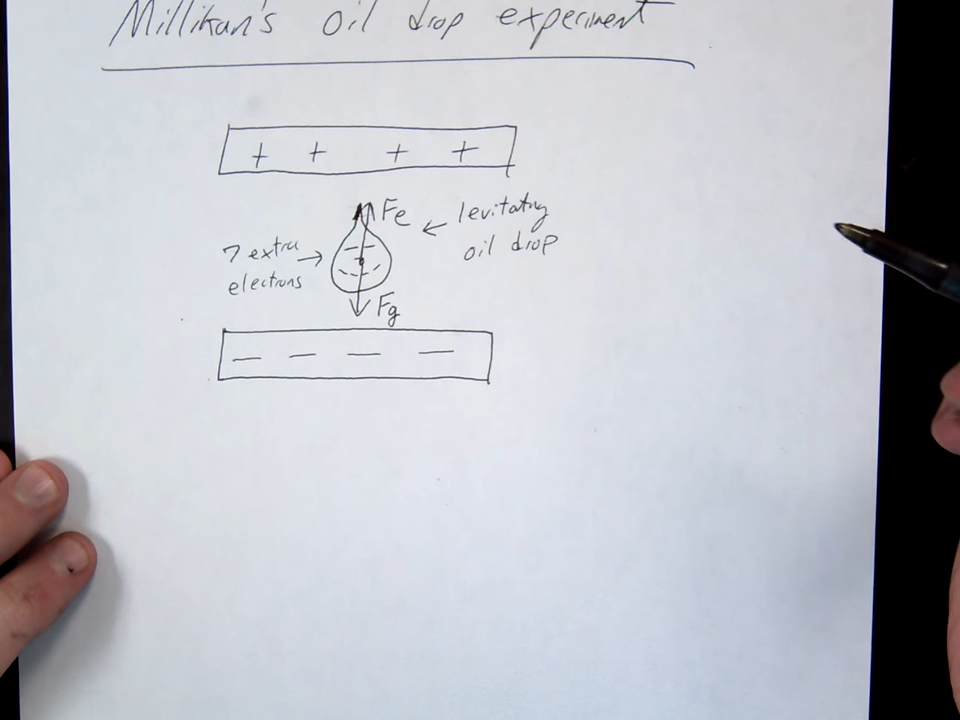 Millikan's oil drop experiment
+ + + +
Fe
levitating
oil drop
7 extra
electrons
Fg
− − − −